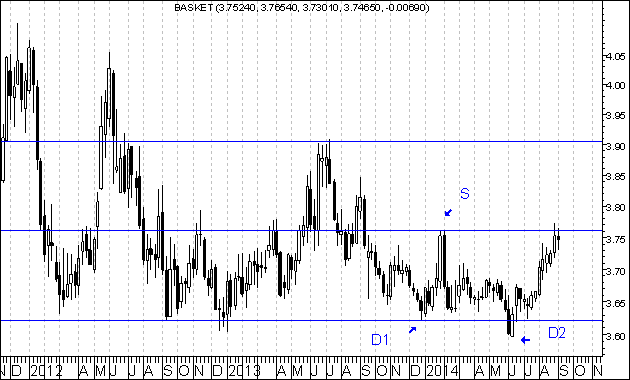 BASKET (3.75240, 3.76540, 3.73010, 3.74650, -0.00690)
4.05
4.00
3.95
3.90
3.85
3.80
3.75
3.70
3.65
3.60
S
D1
D2
N D 2012 A M J J A S O N D 2013 A M J J A S O N D 2014 A M J J A S O N